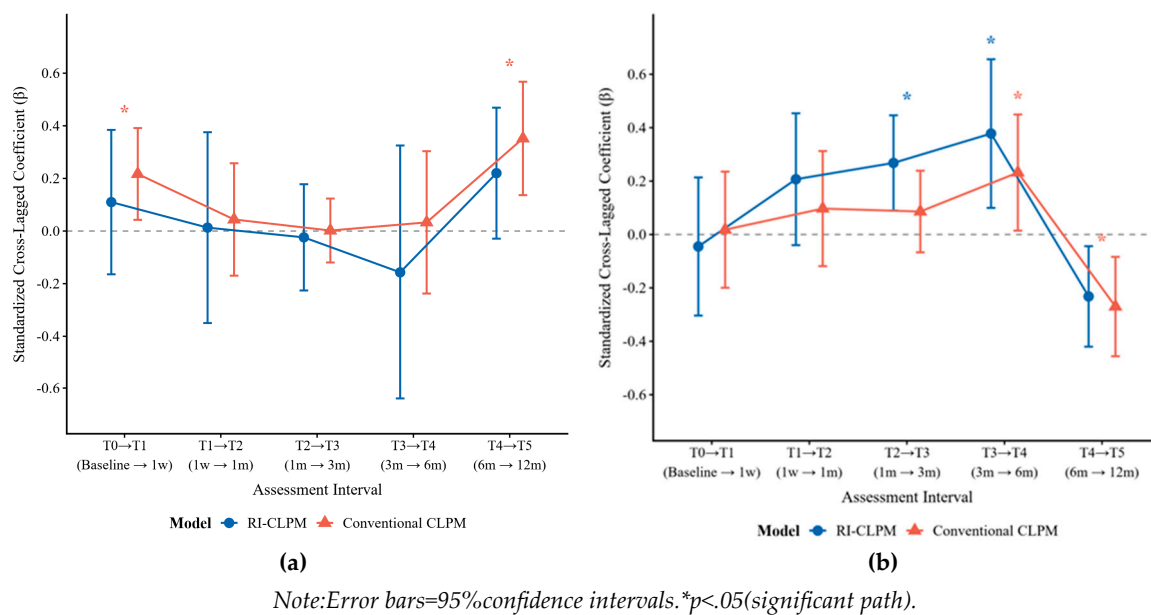 Standardized Cross-Lagged Coefficient (β)
0.6
0.4
0.2
0.0
-0.2
-0.4
-0.6
*
*
T0→T1
(Baseline → 1w)
T1→T2
(1w → 1m)
T2→T3
(1m → 3m)
T3→T4
(3m → 6m)
T4→T5
(6m → 12m)
Assessment Interval
Model RI-CLPM Conventional CLPM
(a)
Standardized Cross-Lagged Coefficient (β)
0.6
0.4
0.2
0.0
-0.2
-0.4
-0.6
*
*
*
*
T0→T1
(Baseline → 1w)
T1→T2
(1w → 1m)
T2→T3
(1m → 3m)
T3→T4
(3m → 6m)
T4→T5
(6m → 12m)
Assessment Interval
Model RI-CLPM Conventional CLPM
(b)
Note:Error bars=95%confidence intervals.*p<.05(significant path).